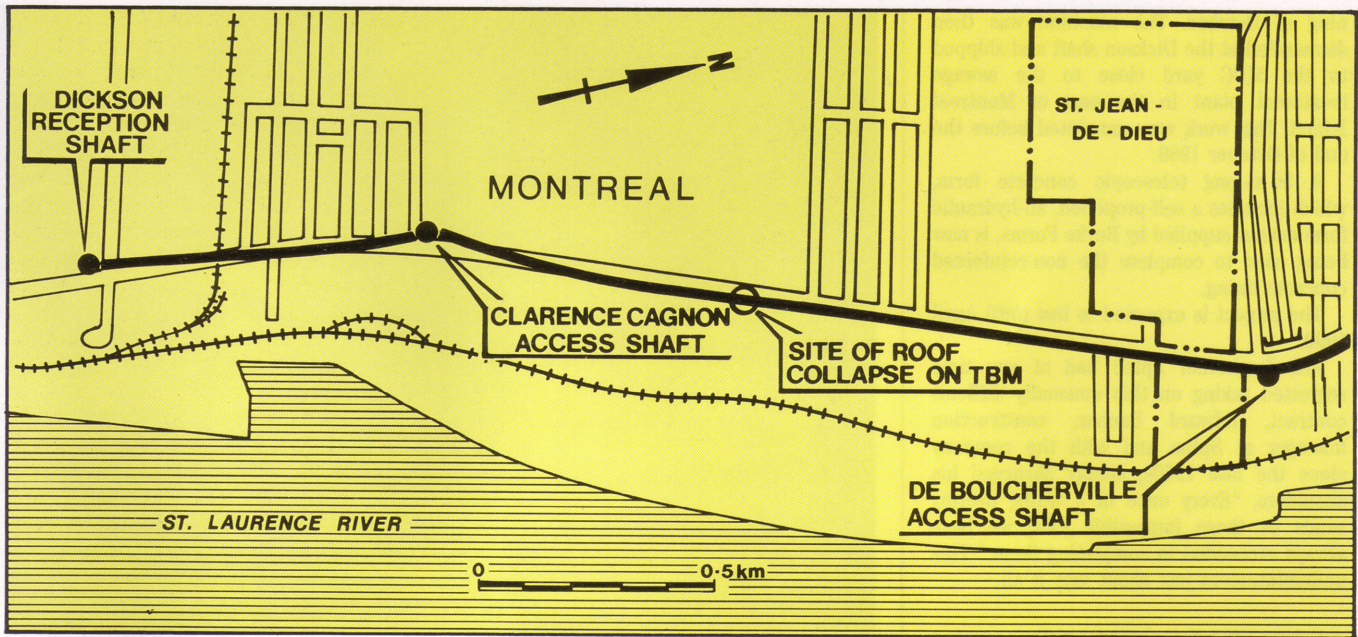 DICKSON
RECEPTION
SHAFT
N
ST. JEAN -
DE - DIEU
MONTREAL
CLARENCE CAGNON
ACCESS SHAFT
SITE OF ROOF
COLLAPSE ON TBM
DE BOUCHERVILLE
ACCESS SHAFT
ST. LAURENCE RIVER
0 0·5km